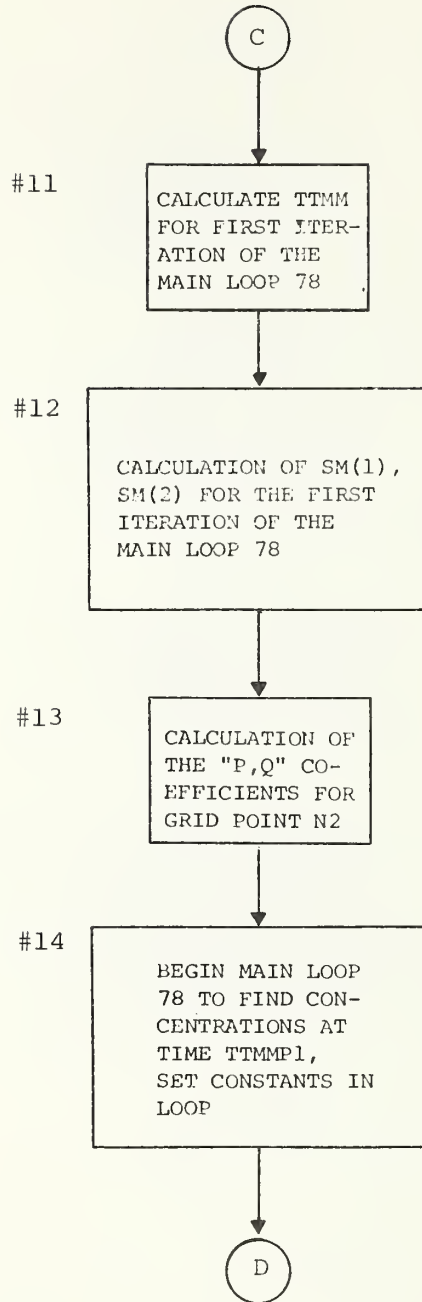 C
#11
CALCULATE TTMM
FOR FIRST ITER-
ATION OF THE
MAIN LOOP 78
#12
CALCULATION OF SM(1),
SM(2) FOR THE FIRST
ITERATION OF THE
MAIN LOOP 78
#13
CALCULATION OF
THE "P,Q" CO-
EFFICIENTS FOR
GRID POINT N2
#14
BEGIN MAIN LOOP
78 TO FIND CON-
CENTRATIONS AT
TIME TTMMP1,
SET CONSTANTS IN
LOOP
D